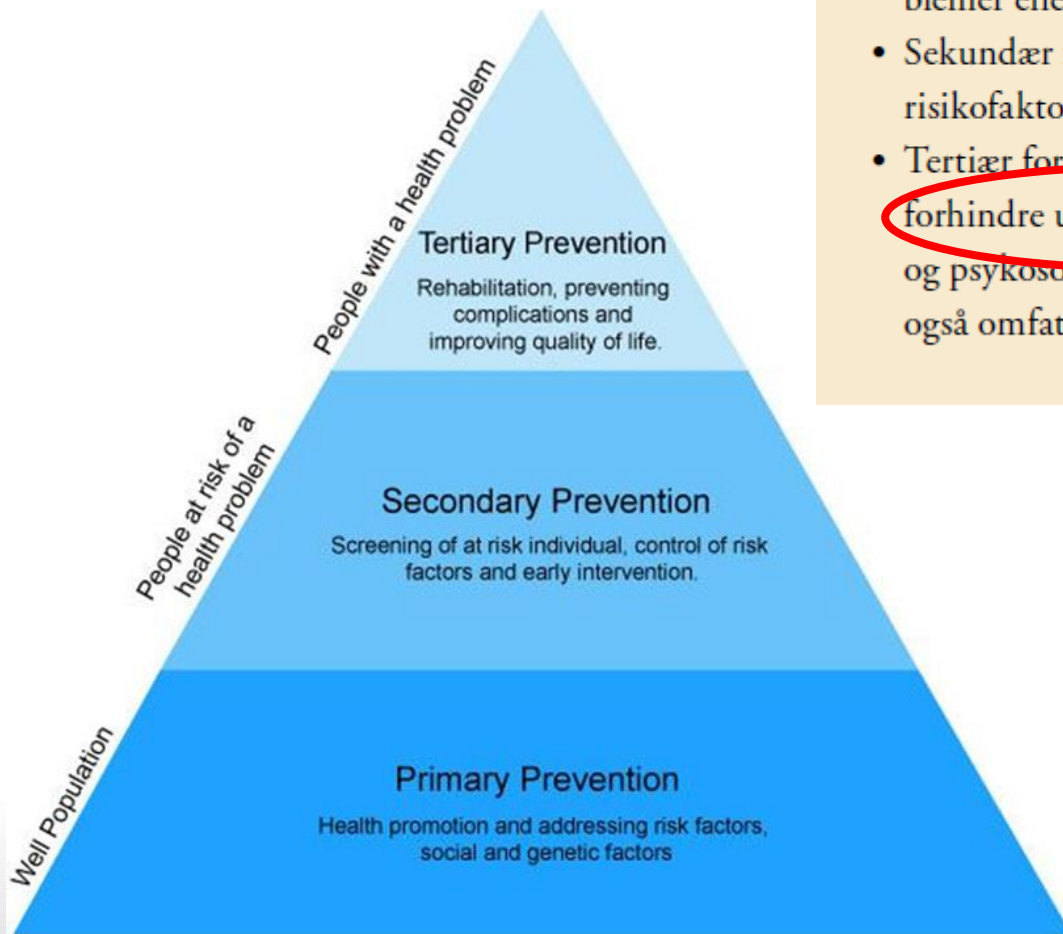 People with a health problem
Tertiary Prevention
Rehabilitation, preventing
complications and
improving quality of life.
People at risk of a
health problem
Secondary Prevention
Screening of at risk individual, control of risk
factors and early intervention.
Well Population
Primary Prevention
Health promotion and addressing risk factors,
social and genetic factors
• Sekundær
risikofakto
• Tertiær for
forhindre u
og psykoso
også omfat